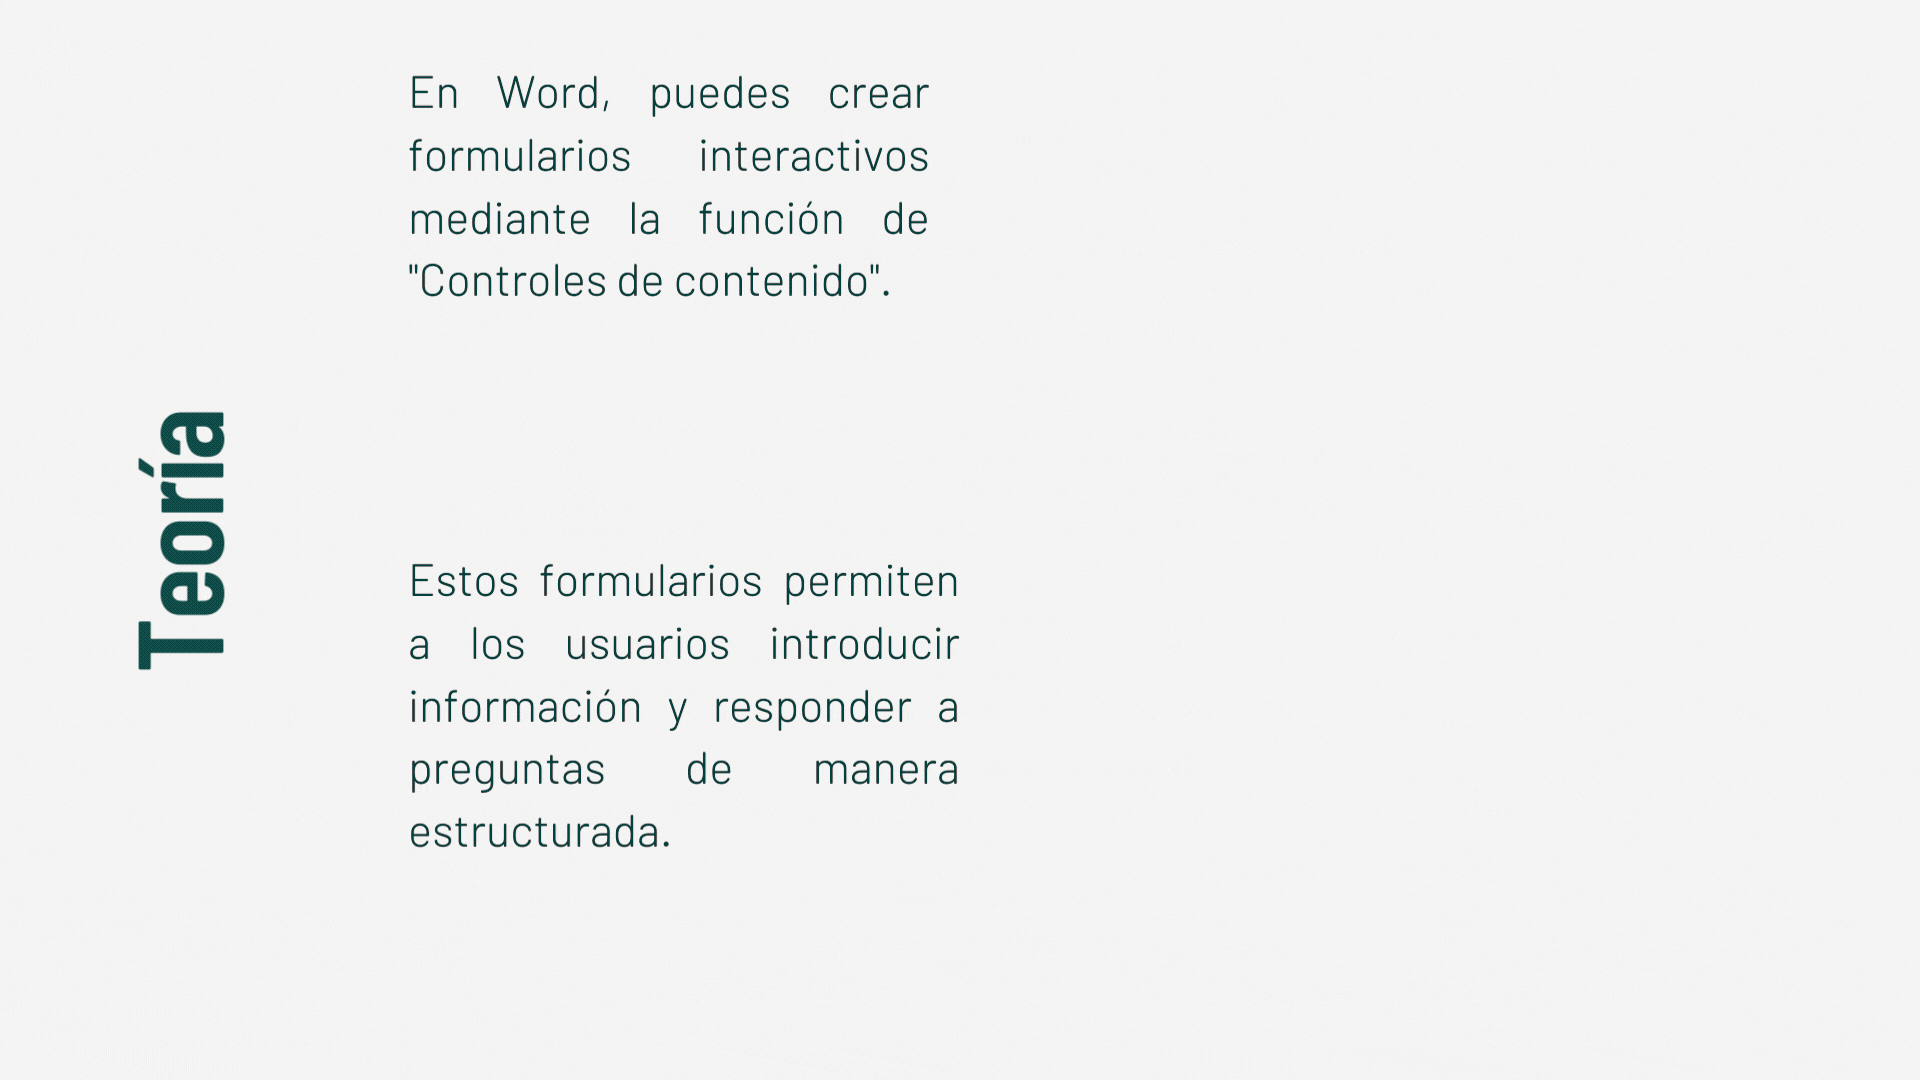 Teoría
En Word, puedes crear
formularios interactivos
mediante la función de
"Controles de contenido".
Estos formularios permiten
a los usuarios introducir
información y responder a
preguntas de manera
estructurada.